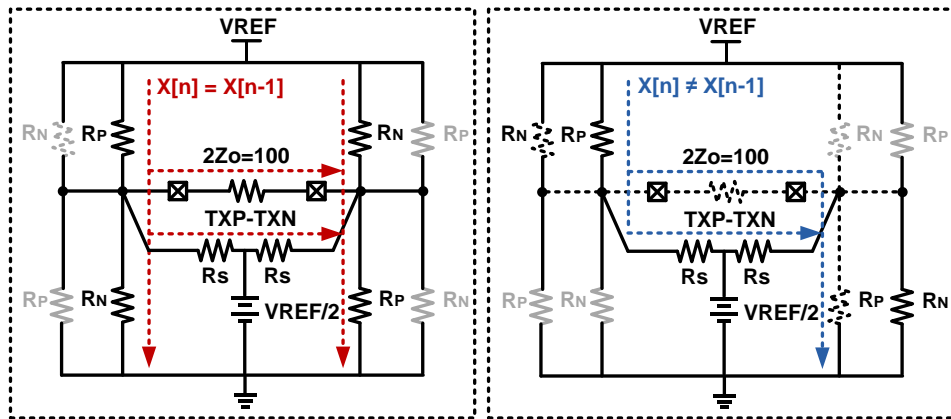 VREF
X[n] = X[n-1]
RN
RP
RN
RP
2Zo=100
TXP-TXN
Rs
Rs
RP
RN
VREF/2
RP
RN
VREF
X[n] ≠ X[n-1]
RN
RP
RN
RP
2Zo=100
TXP-TXN
Rs
Rs
RP
RN
VREF/2
RP
RN